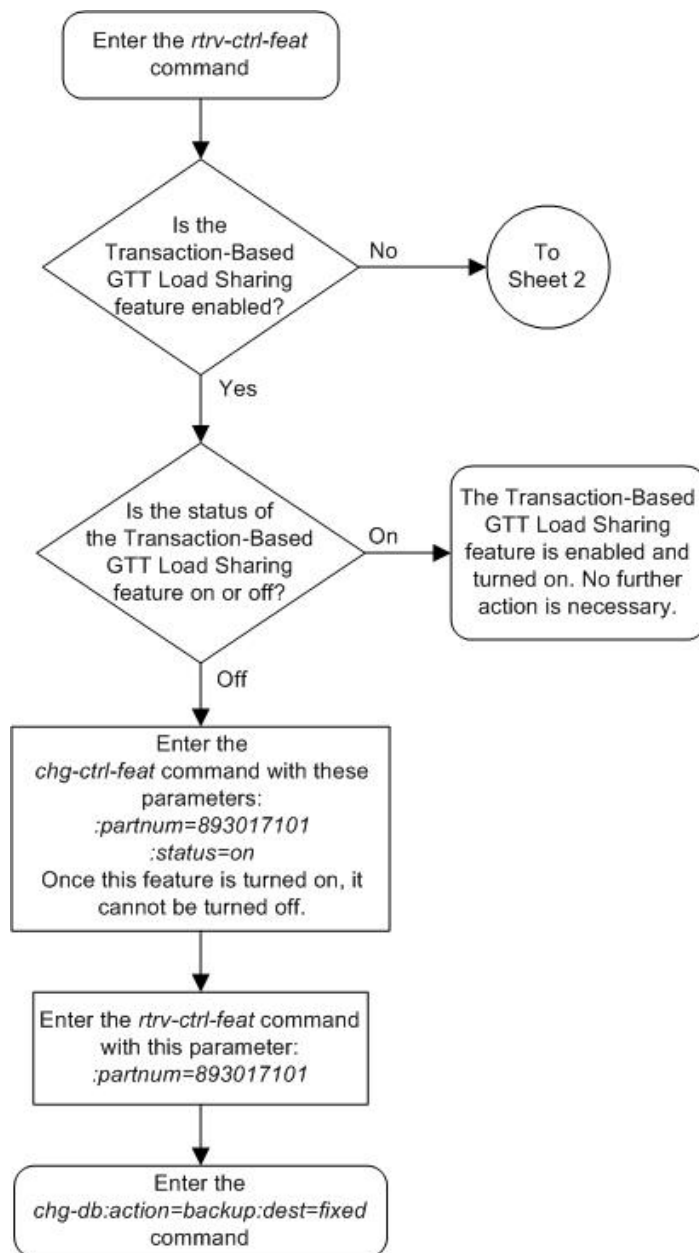 Enter the rtrv-ctrl-feat
command
Is the
Transaction-Based
GTT Load Sharing
feature enabled?
No
To
Sheet 2
Yes
Is the status of
the Transaction-Based
GTT Load Sharing
feature on or off?
On
The Transaction-Based
GTT Load Sharing
feature is enabled and
turned on. No further
action is necessary.
Off
Enter the
chg-ctrl-feat command with these
parameters:
:partnum=893017101
:status=on
Once this feature is turned on, it
cannot be turned off.
Enter the rtrv-ctrl-feat command
with this parameter:
:partnum=893017101
Enter the
chg-db:action=backup:dest=fixed
command